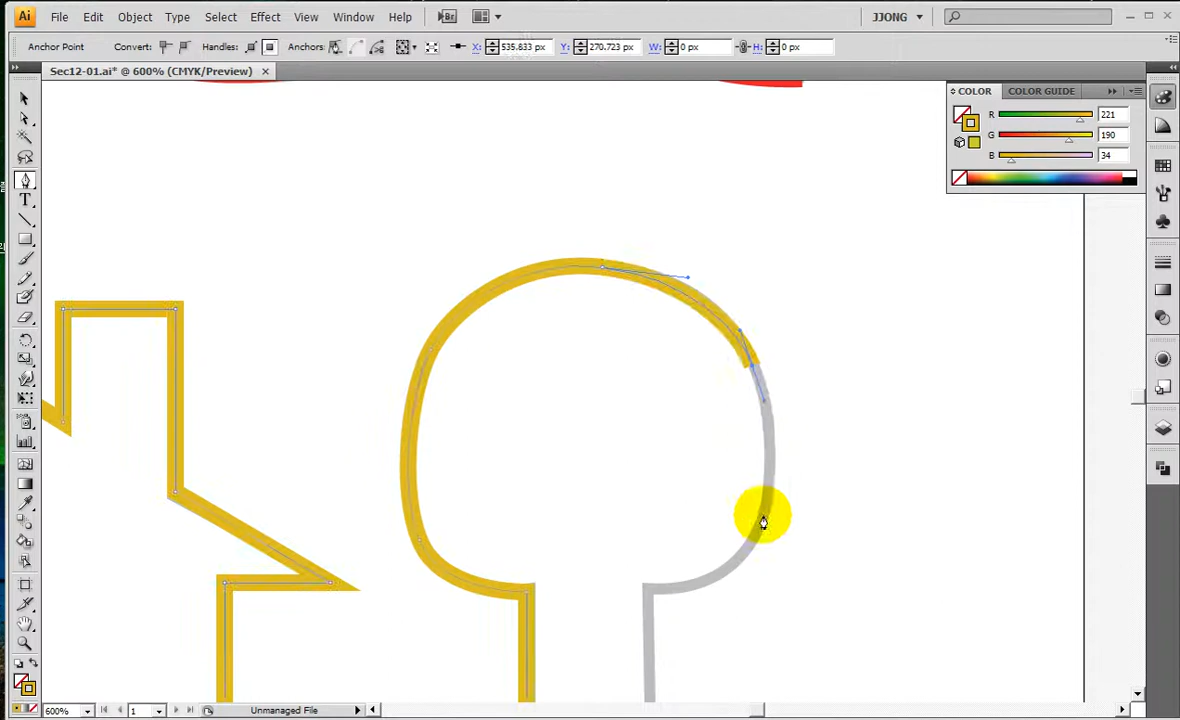 Ai File Edit Object Type Select Effect View Window Help Br JJONG
Anchor Point Convert: Handles: Anchors: X: 535.833 px Y: 270.723 px W: 0 px H: 0 px
Sec12-01.ai* @ 600% (CMYK/Preview)
COLOR COLOR GUIDE
R 221
G 190
B 34
T
600% 1 Unmanaged File